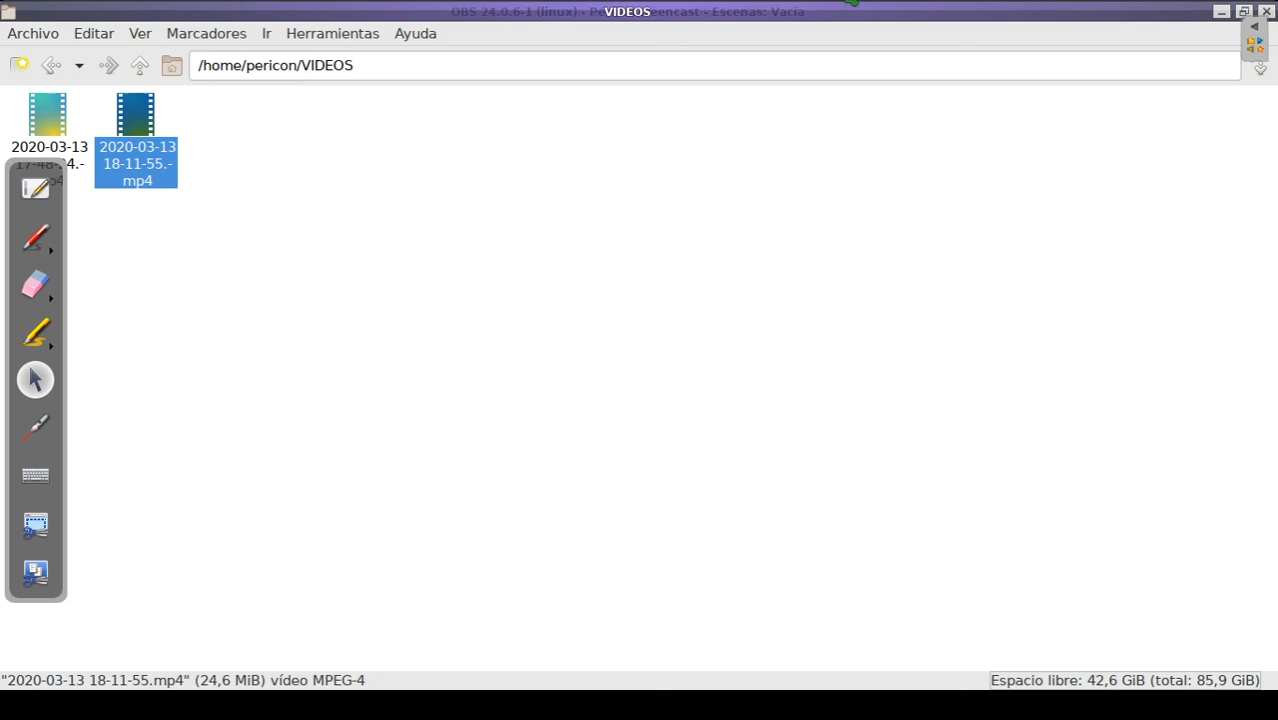 VIDEOS
OBS 24.0.6-1 (linux) - Pe eencast - Escenas: Vacía
Archivo Editar Ver Marcadores Ir Herramientas Ayuda
/home/pericon/VIDEOS
2020-03-13
2020-03-13
18-11-55.-
mp4
"2020-03-13 18-11-55.mp4" (24,6 MiB) vídeo MPEG-4
Espacio libre: 42,6 GiB (total: 85,9 GiB)